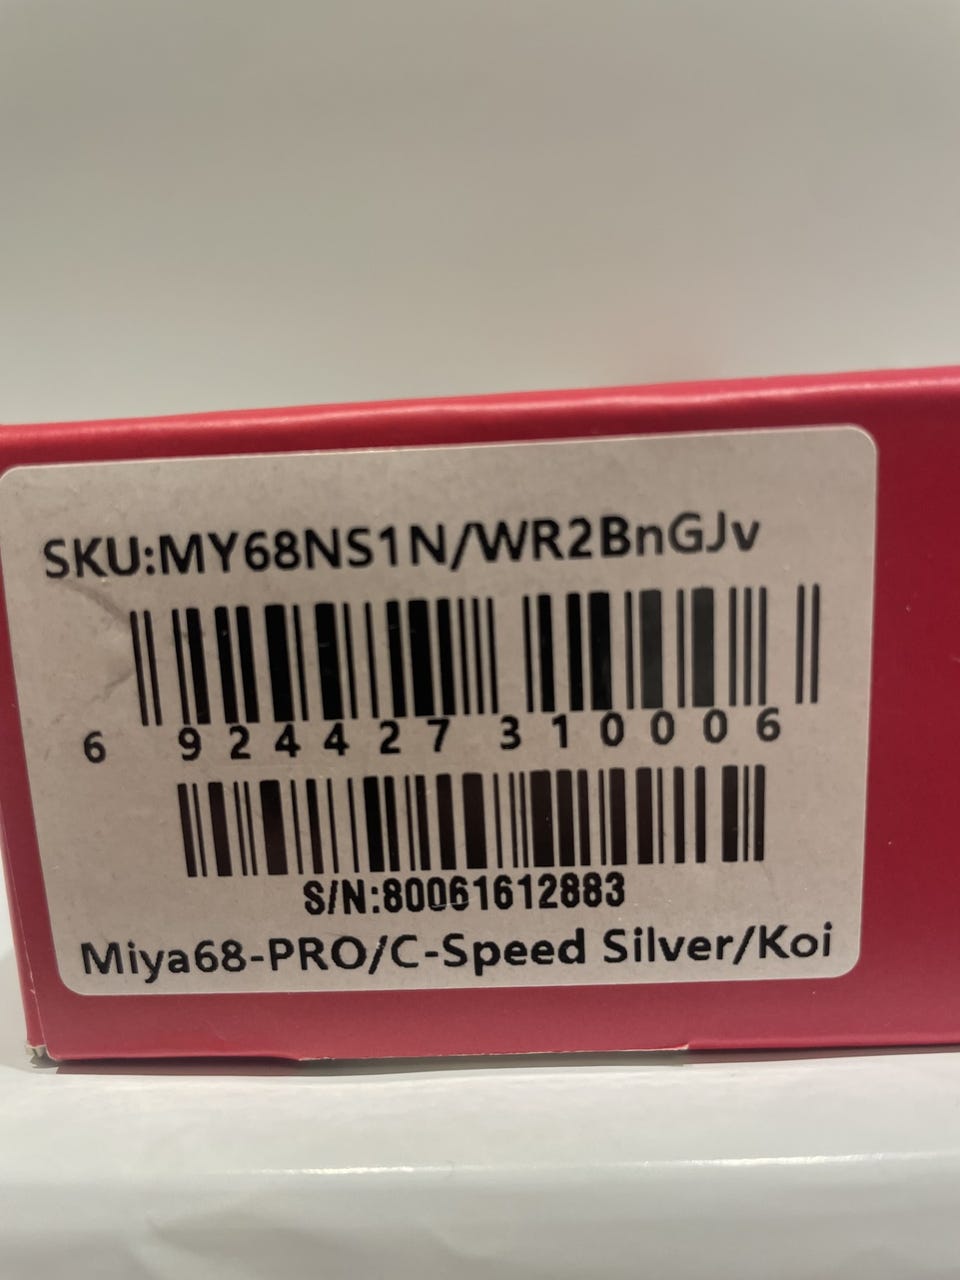 SKU:MY68NS1N/WR2BnGJv
6 924427 310006
S/N:80061612883
Miya68-PRO/C-Speed Silver/Koi